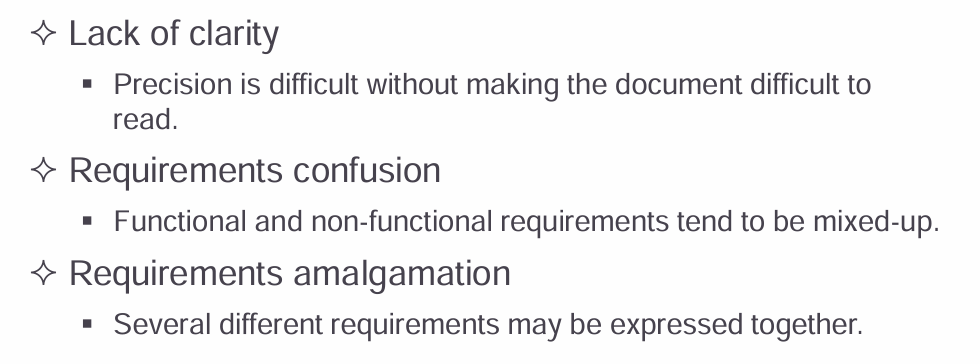 ✧ Lack of clarity
▪ Precision is difficult without making the document difficult to
read.
✧ Requirements confusion
▪ Functional and non-functional requirements tend to be mixed-up.
✧ Requirements amalgamation
▪ Several different requirements may be expressed together.